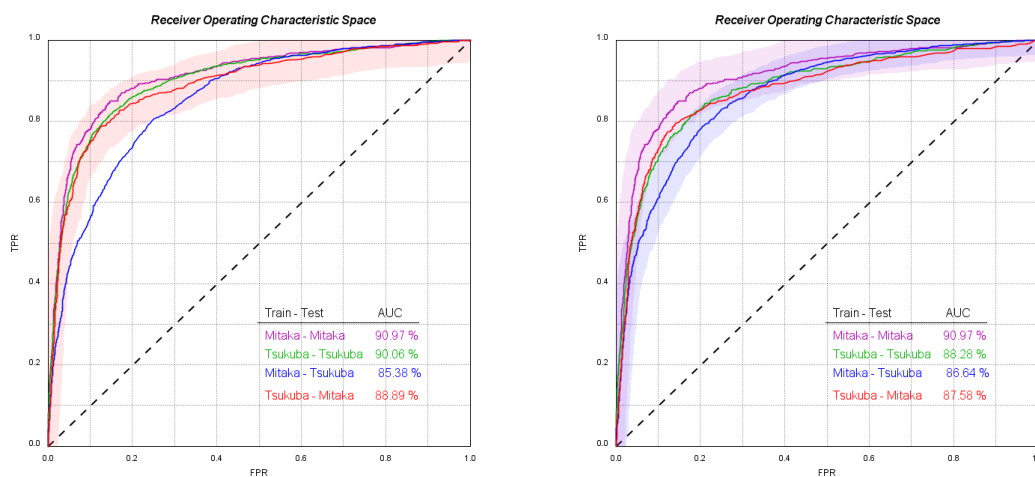 Receiver Operating Characteristic Space
1.0
0.8
0.6
0.4
0.2
0.0
TPR
Train - Test AUC
Mitaka - Mitaka 90.97 %
Tsukuba - Tsukuba 90.06 %
Mitaka - Tsukuba 85.38 %
Tsukuba - Mitaka 88.89 %
0.0 0.2 0.4 0.6 0.8 1.0
FPR
Receiver Operating Characteristic Space
1.0
0.8
0.6
0.4
0.2
0.0
TPR
Train - Test AUC
Mitaka - Mitaka 90.97 %
Tsukuba - Tsukuba 88.28 %
Mitaka - Tsukuba 86.64 %
Tsukuba - Mitaka 87.58 %
0.0 0.2 0.4 0.6 0.8 1.0
FPR